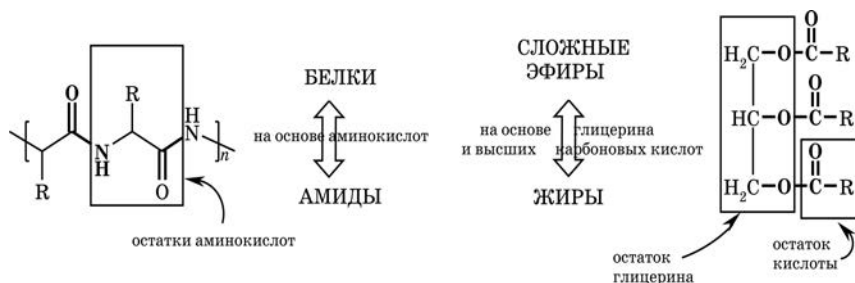 O
R
N
H
R
O
H
N
n
остатки аминокислот
БЕЛКИ
на основе аминокислот
АМИДЫ
СЛОЖНЫЕ
ЭФИРЫ
на основе глицерина
и высших карбоновых кислот
ЖИРЫ
O
H₂C–O–C–R
O
HC–O–C–R
O
H₂C–O–C–R
остаток
глицерина
остаток
кислоты